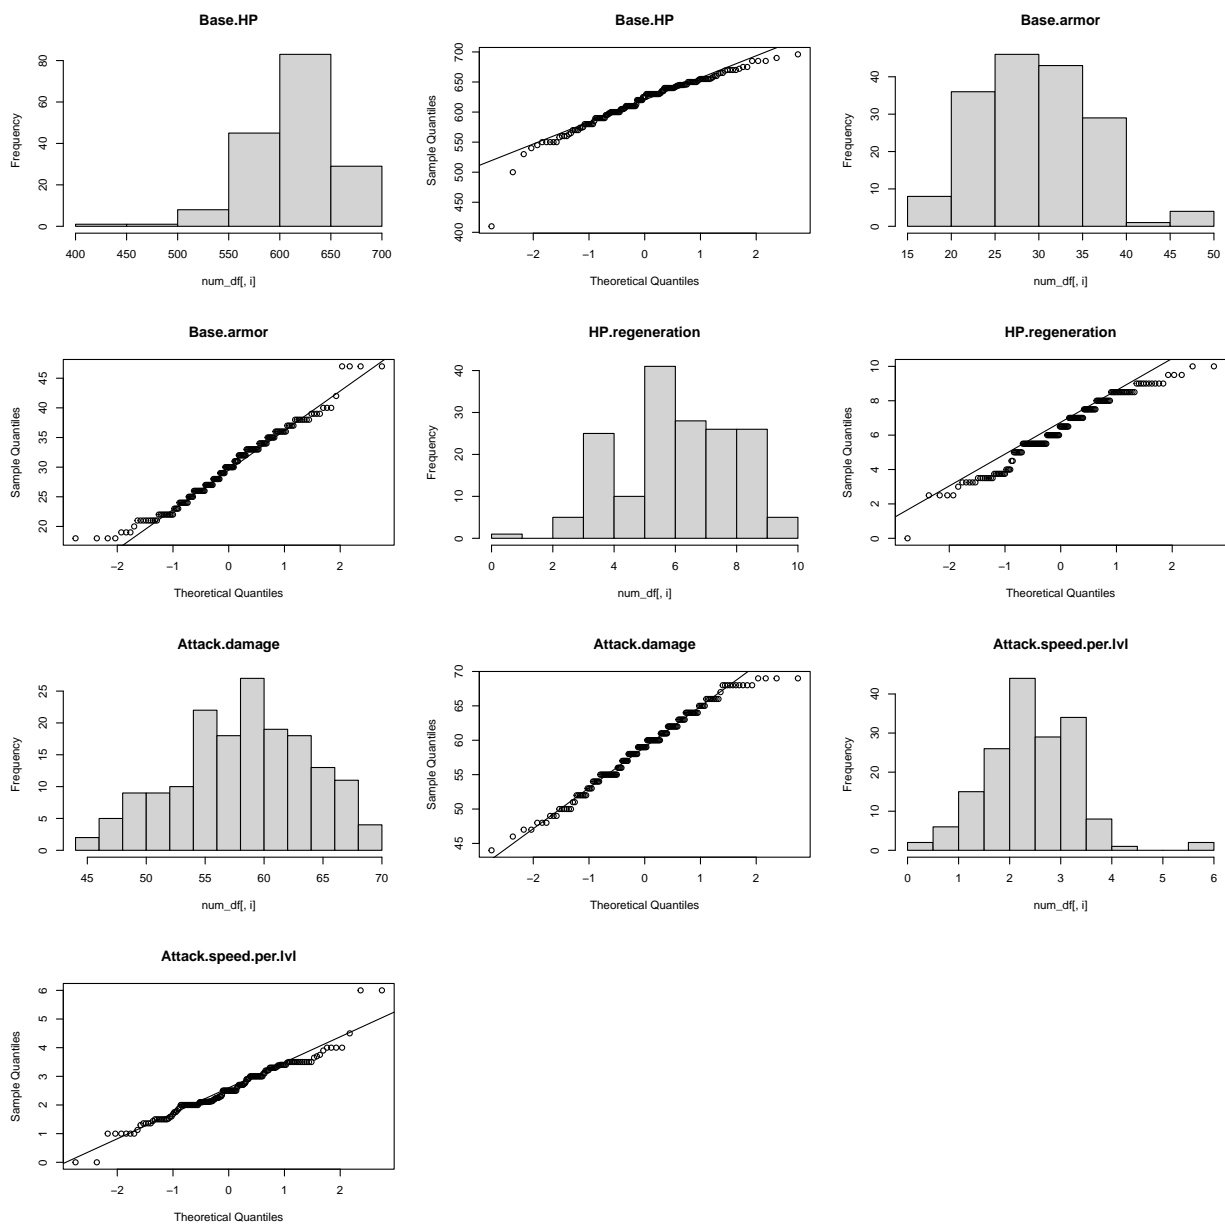 Base.HP
Frequency
0 20 40 60 80
400 450 500 550 600 650 700
num_df[, i]
Base.HP
Sample Quantiles
400 450 500 550 600 650 700
−2 −1 0 1 2
Theoretical Quantiles
Base.armor
Frequency
0 10 20 30 40
15 20 25 30 35 40 45 50
num_df[, i]
Base.armor
Sample Quantiles
20 25 30 35 40 45
−2 −1 0 1 2
Theoretical Quantiles
HP.regeneration
Frequency
0 10 20 30 40
0 2 4 6 8 10
num_df[, i]
HP.regeneration
Sample Quantiles
0 2 4 6 8 10
−2 −1 0 1 2
Theoretical Quantiles
Attack.damage
Frequency
0 5 10 15 20 25
45 50 55 60 65 70
num_df[, i]
Attack.damage
Sample Quantiles
45 50 55 60 65 70
−2 −1 0 1 2
Theoretical Quantiles
Attack.speed.per.lvl
Frequency
0 10 20 30 40
0 1 2 3 4 5 6
num_df[, i]
Attack.speed.per.lvl
Sample Quantiles
0 1 2 3 4 5 6
−2 −1 0 1 2
Theoretical Quantiles